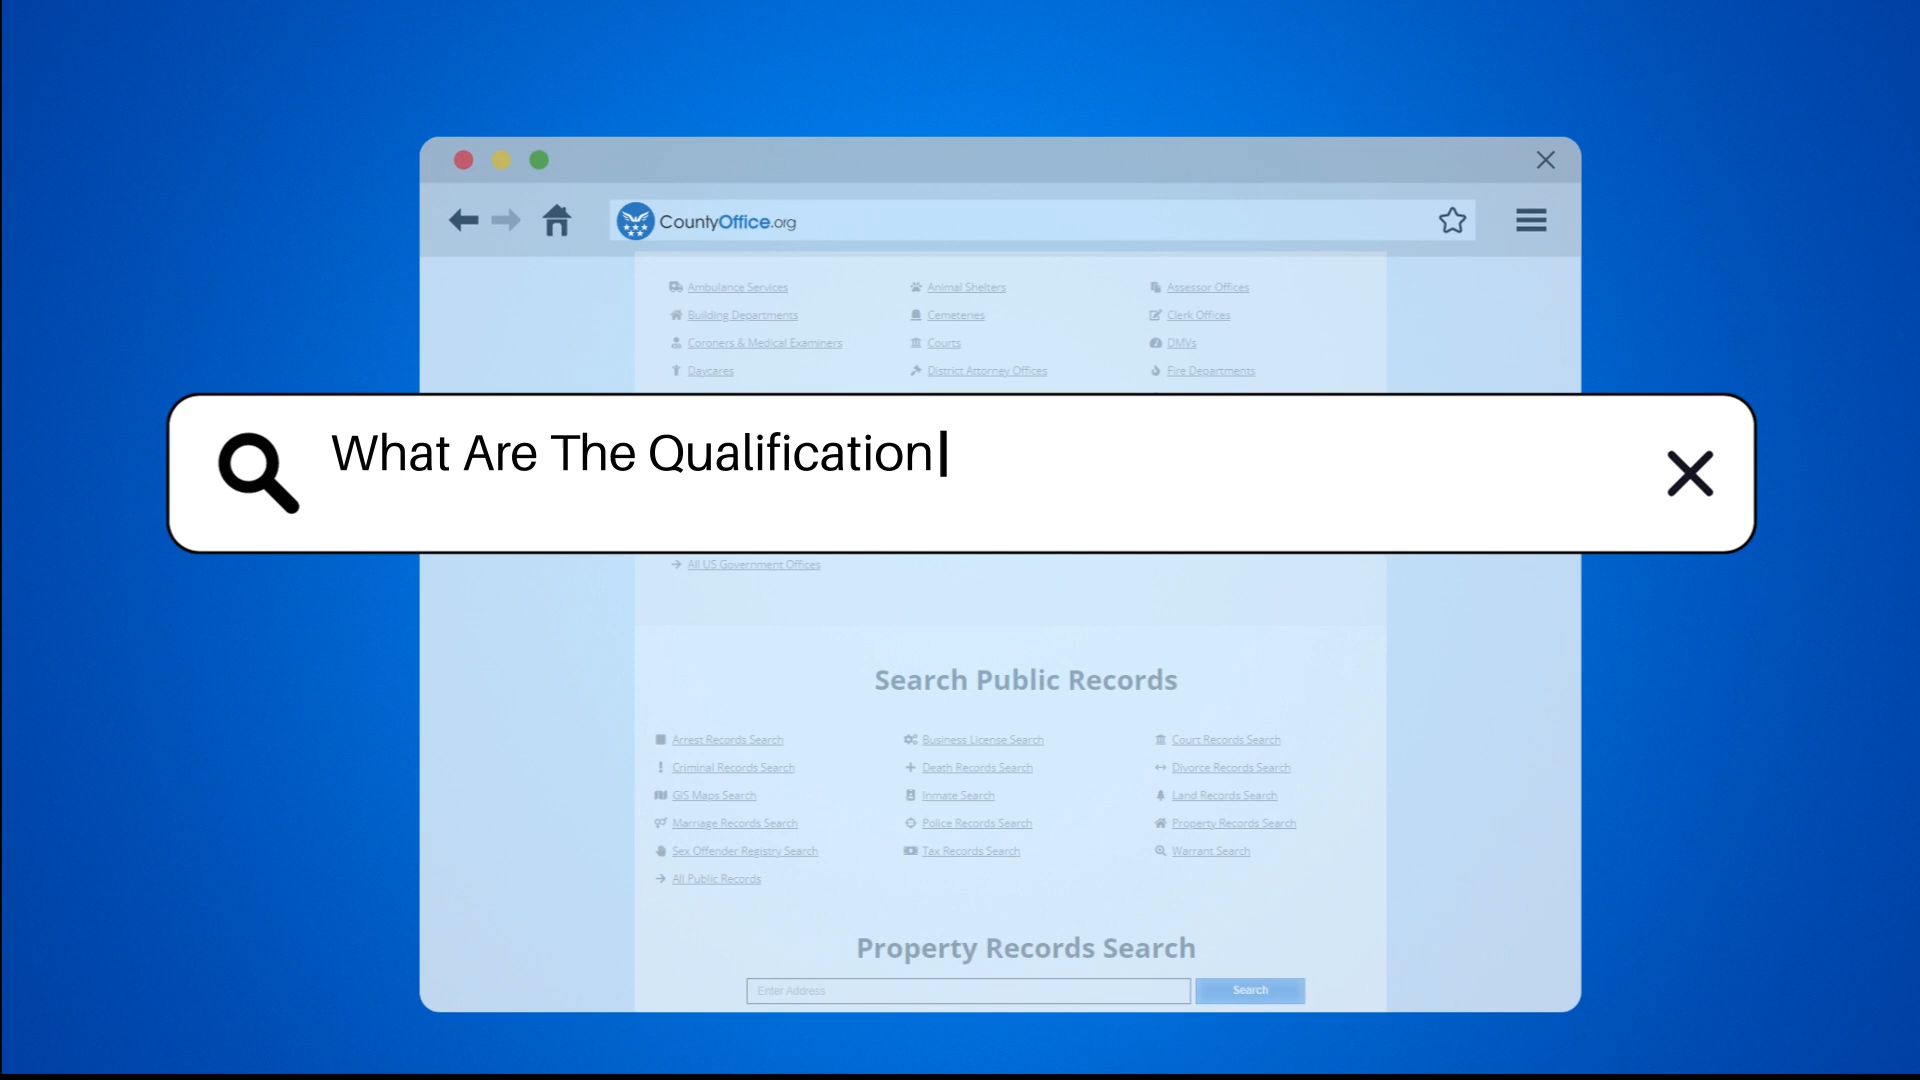 CountyOffice.org
Ambulance Services Animal Shelters Assessor Offices
Building Departments Cemeteries Clerk Offices
Coroners & Medical Examiners Courts DMVs
Daycares District Attorney Offices Fire Departments
What Are The Qualification
All US Government Offices
Search Public Records
Arrest Records Search Business License Search Court Records Search
Criminal Records Search Death Records Search Divorce Records Search
GIS Maps Search Inmate Search Land Records Search
Marriage Records Search Police Records Search Property Records Search
Sex Offender Registry Search Tax Records Search Warrant Search
All Public Records
Property Records Search
Enter Address Search